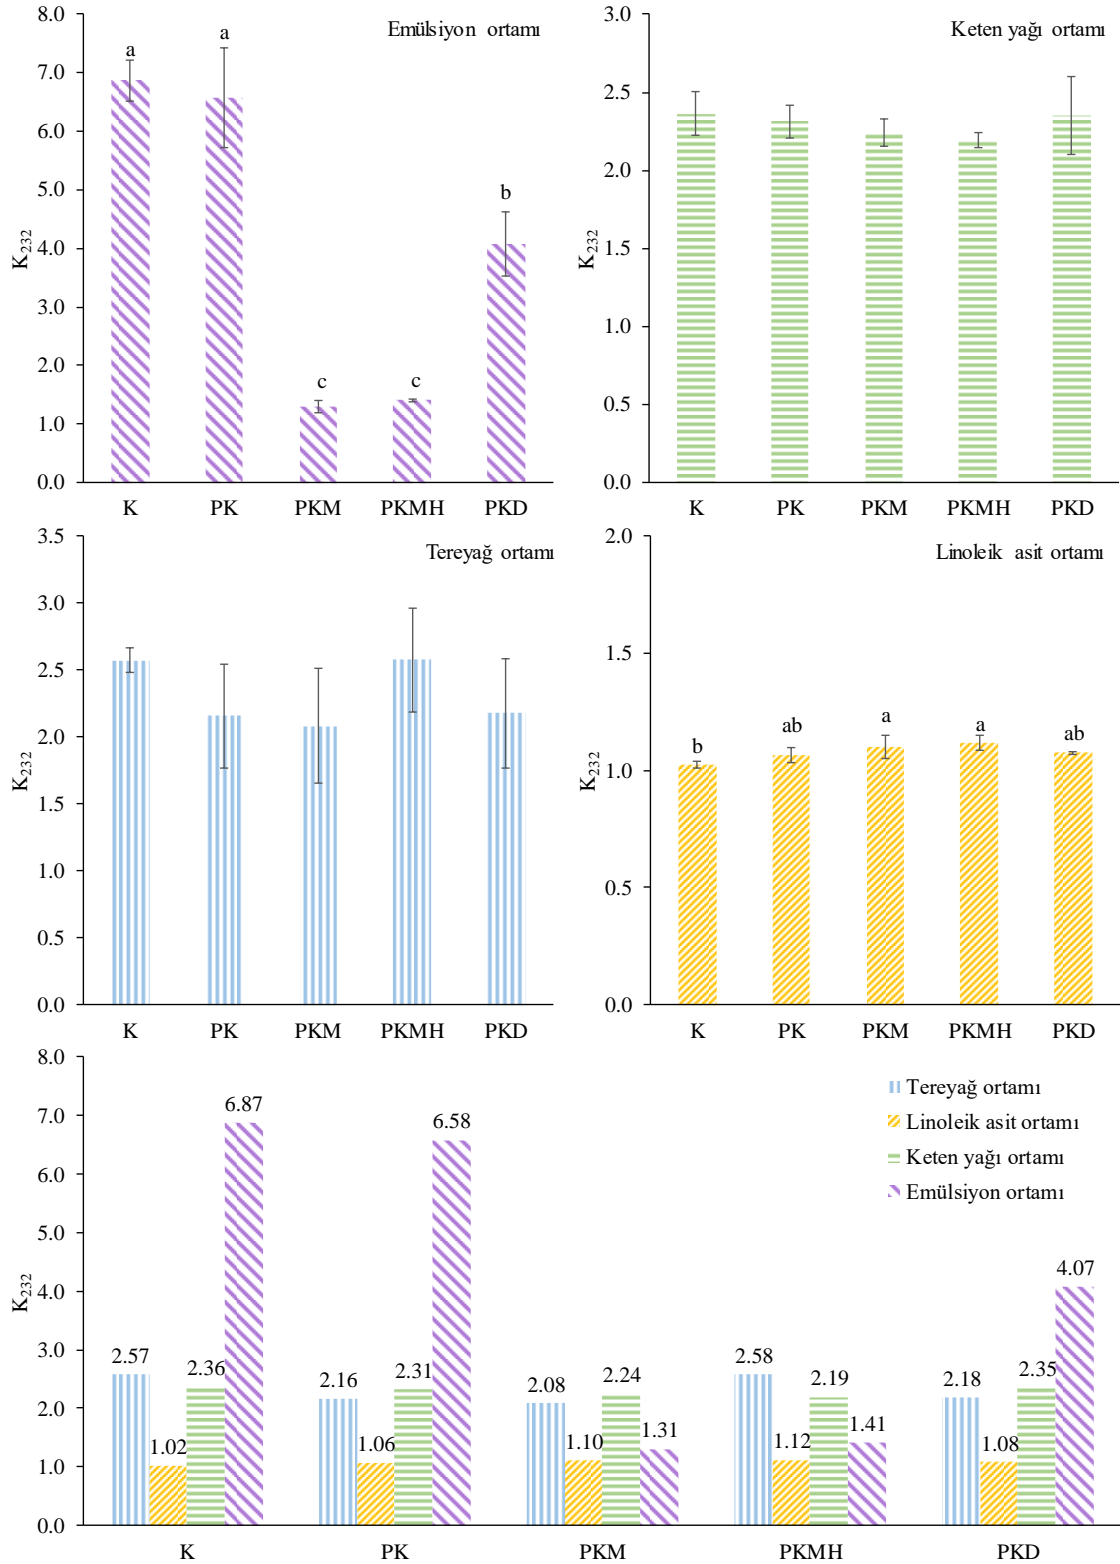 Emülsiyon ortamı
8.0
7.0
6.0
5.0
4.0
3.0
2.0
1.0
0.0
K₂₃₂
a
a
c
c
b
K PK PKM PKMH PKD
Keten yağı ortamı
3.0
2.5
2.0
1.5
1.0
0.5
0.0
K₂₃₂
K PK PKM PKMH PKD
Tereyağ ortamı
3.5
3.0
2.5
2.0
1.5
1.0
0.5
0.0
K₂₃₂
K PK PKM PKMH PKD
Linoleik asit ortamı
2.0
1.5
1.0
0.5
0.0
K₂₃₂
b
ab
a
a
ab
K PK PKM PKMH PKD
8.0
7.0
6.0
5.0
4.0
3.0
2.0
1.0
0.0
K₂₃₂
Tereyağ ortamı
Linoleik asit ortamı
Keten yağı ortamı
Emülsiyon ortamı
2.57
1.02
2.36
6.87
2.16
1.06
2.31
6.58
2.08
1.10
2.24
1.31
2.58
1.12
2.19
1.41
2.18
1.08
2.35
4.07
K PK PKM PKMH PKD